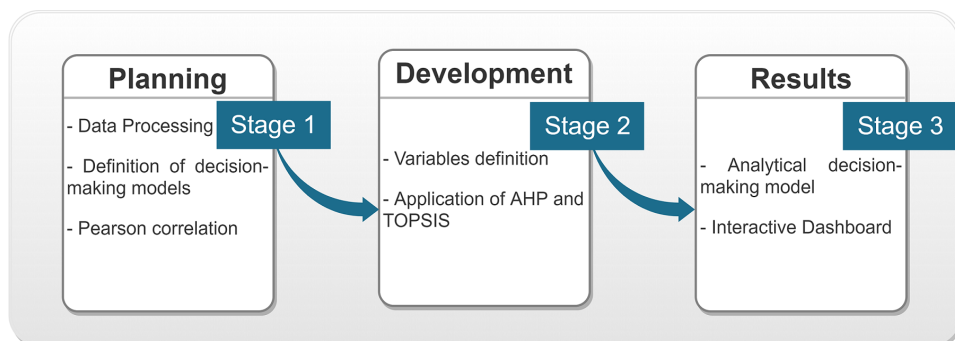 Planning
Stage 1
- Data Processing
- Definition of decision-
making models
- Pearson correlation
Development
Stage 2
- Variables definition
- Application of AHP and
TOPSIS
Results
Stage 3
- Analytical decision-
making model
- Interactive Dashboard